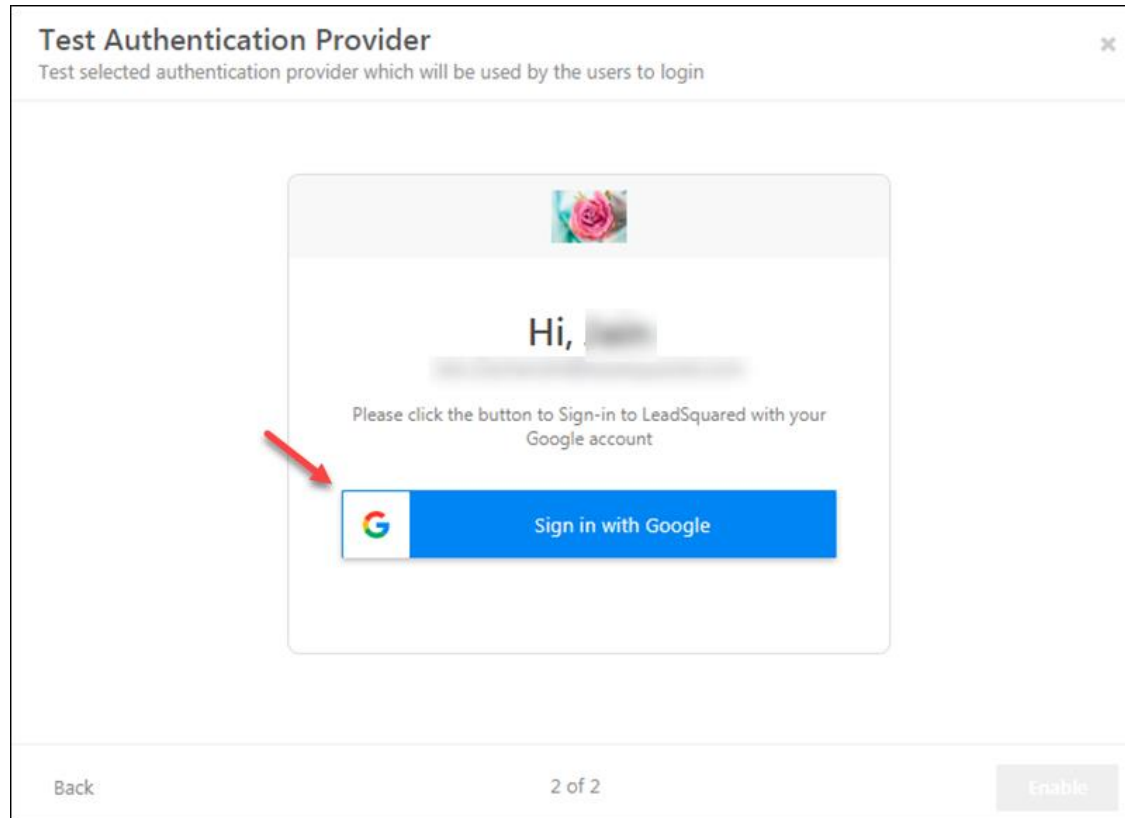 Test Authentication Provider
Test selected authentication provider which will be used by the users to login
Hi,
Please click the button to Sign-in to LeadSquared with your
Google account
G
Sign in with Google
Back
2 of 2
Enable